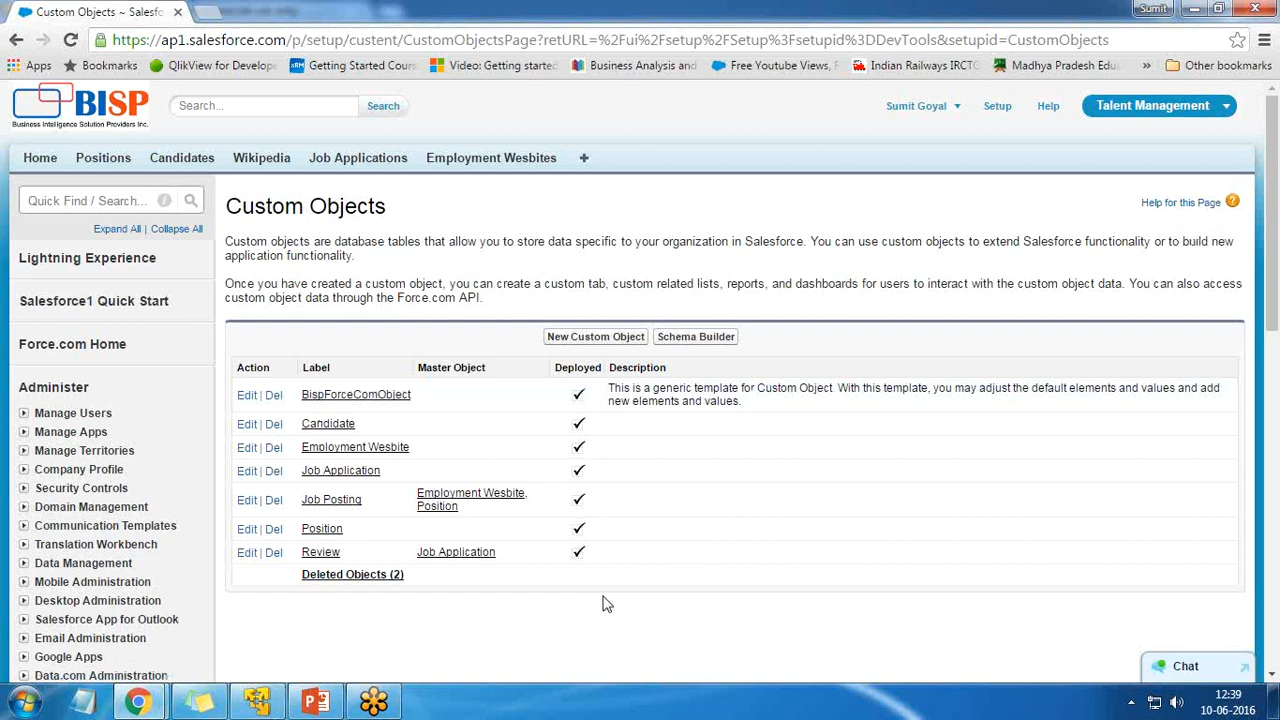 Custom Objects ~ Salesfo
Sumit
https://ap1.salesforce.com/p/setup/custent/CustomObjectsPage?retURL=%2Fui%2Fsetup%2FSetup%3Fsetupid%3DDevTools&setupid=CustomObjects
Apps
Bookmarks
QlikView for Develope
Getting Started Cour
Video: Getting started
Business Analysis and
Free Youtube Views, F
Indian Railways IRCTC
Madhya Pradesh Edu
»
Other bookmarks
BISP
Business Intelligence Solution Providers Inc.
Search...
Search
Sumit Goyal
Setup
Help
Talent Management
Home
Positions
Candidates
Wikipedia
Job Applications
Employment Wesbites
+
Quick Find / Search...
Expand All | Collapse All
Lightning Experience
Salesforce1 Quick Start
Force.com Home
Administer
Manage Users
Manage Apps
Manage Territories
Company Profile
Security Controls
Domain Management
Communication Templates
Translation Workbench
Data Management
Mobile Administration
Desktop Administration
Salesforce App for Outlook
Email Administration
Google Apps
Data.com Administration
Custom Objects
Help for this Page
Custom objects are database tables that allow you to store data specific to your organization in Salesforce. You can use custom objects to extend Salesforce functionality or to build new
application functionality.
Once you have created a custom object, you can create a custom tab, custom related lists, reports, and dashboards for users to interact with the custom object data. You can also access
custom object data through the Force.com API.
New Custom Object
Schema Builder
Action Label Master Object Deployed Description
Edit | Del BispForceComObject This is a generic template for Custom Object. With this template, you may adjust the default elements and values and add
new elements and values.
Edit | Del Candidate
Edit | Del Employment Wesbite
Edit | Del Job Application
Edit | Del Job Posting Employment Wesbite,
Position
Edit | Del Position
Edit | Del Review Job Application
Deleted Objects (2)
Chat
12:39
10-06-2016